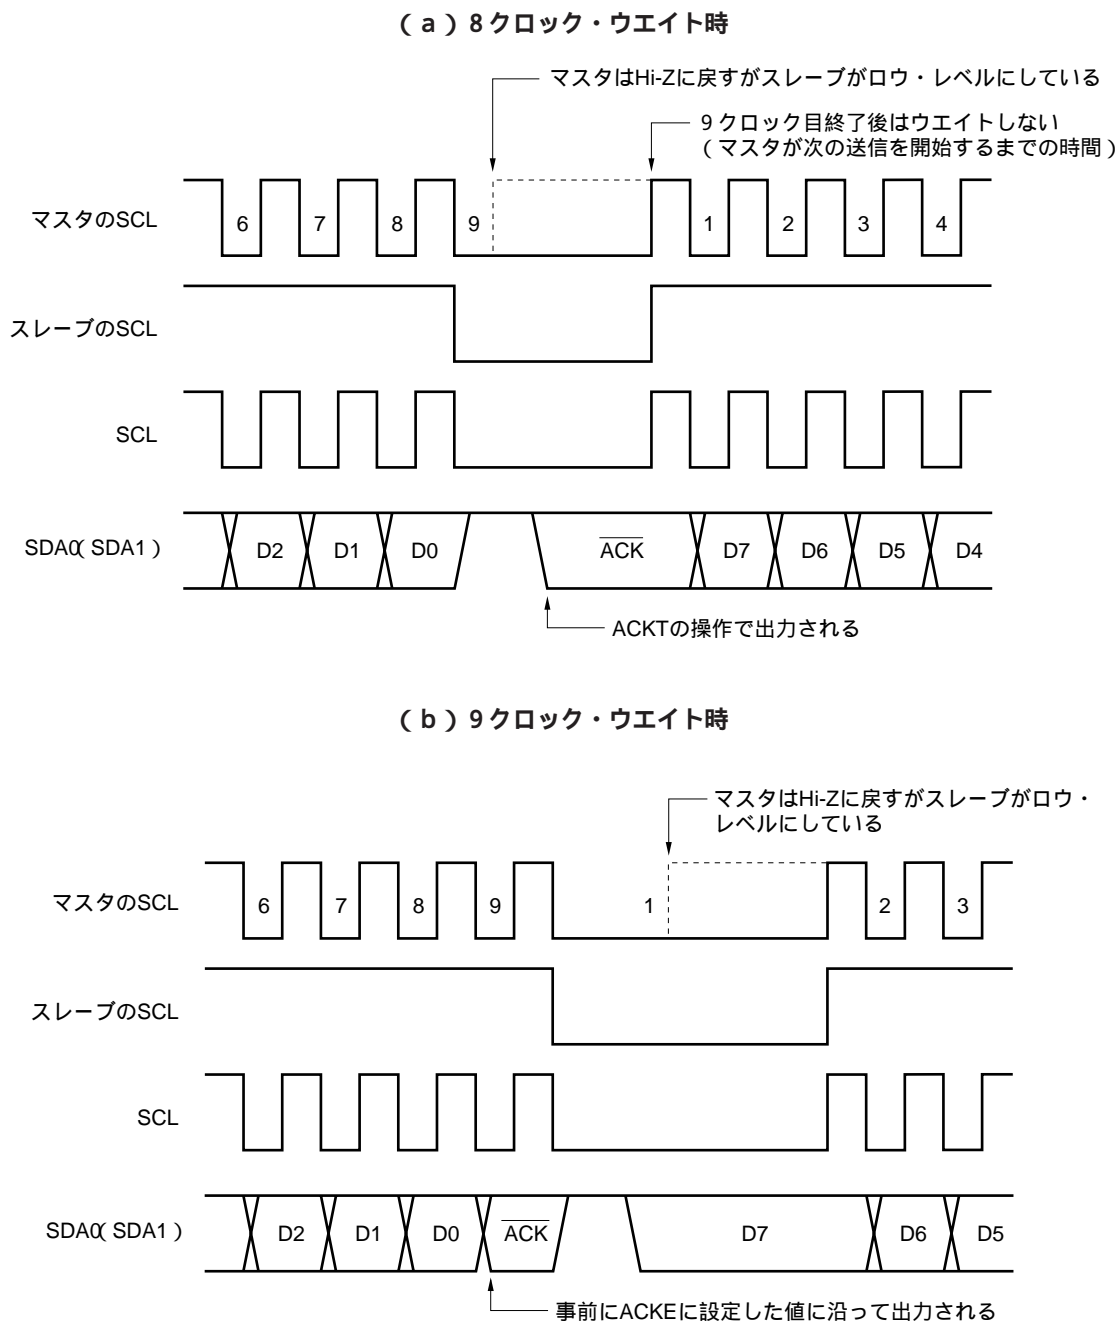 （a）8クロック・ウエイト時
マスタはHi-Zに戻すがスレーブがロウ・レベルにしている
9クロック目終了後はウエイトしない
（マスタが次の送信を開始するまでの時間）
マスタのSCL 6 7 8 9 1 2 3 4
スレーブのSCL
SCL
SDA0（SDA1） D2 D1 D0 ACK D7 D6 D5 D4
ACKTの操作で出力される
（b）9クロック・ウエイト時
マスタはHi-Zに戻すがスレーブがロウ・
レベルにしている
マスタのSCL 6 7 8 9 1 2 3
スレーブのSCL
SCL
SDA0（SDA1） D2 D1 D0 ACK D7 D6 D5
事前にACKEに設定した値に沿って出力される